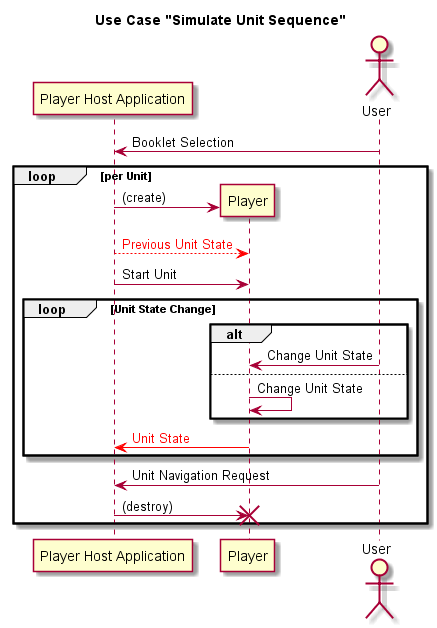 Use Case "Simulate Unit Sequence"
Player Host Application
User
Booklet Selection
loop [per Unit]
(create)
Player
Previous Unit State
Start Unit
loop [Unit State Change]
alt
Change Unit State
Change Unit State
Unit State
Unit Navigation Request
(destroy)
Player Host Application Player User